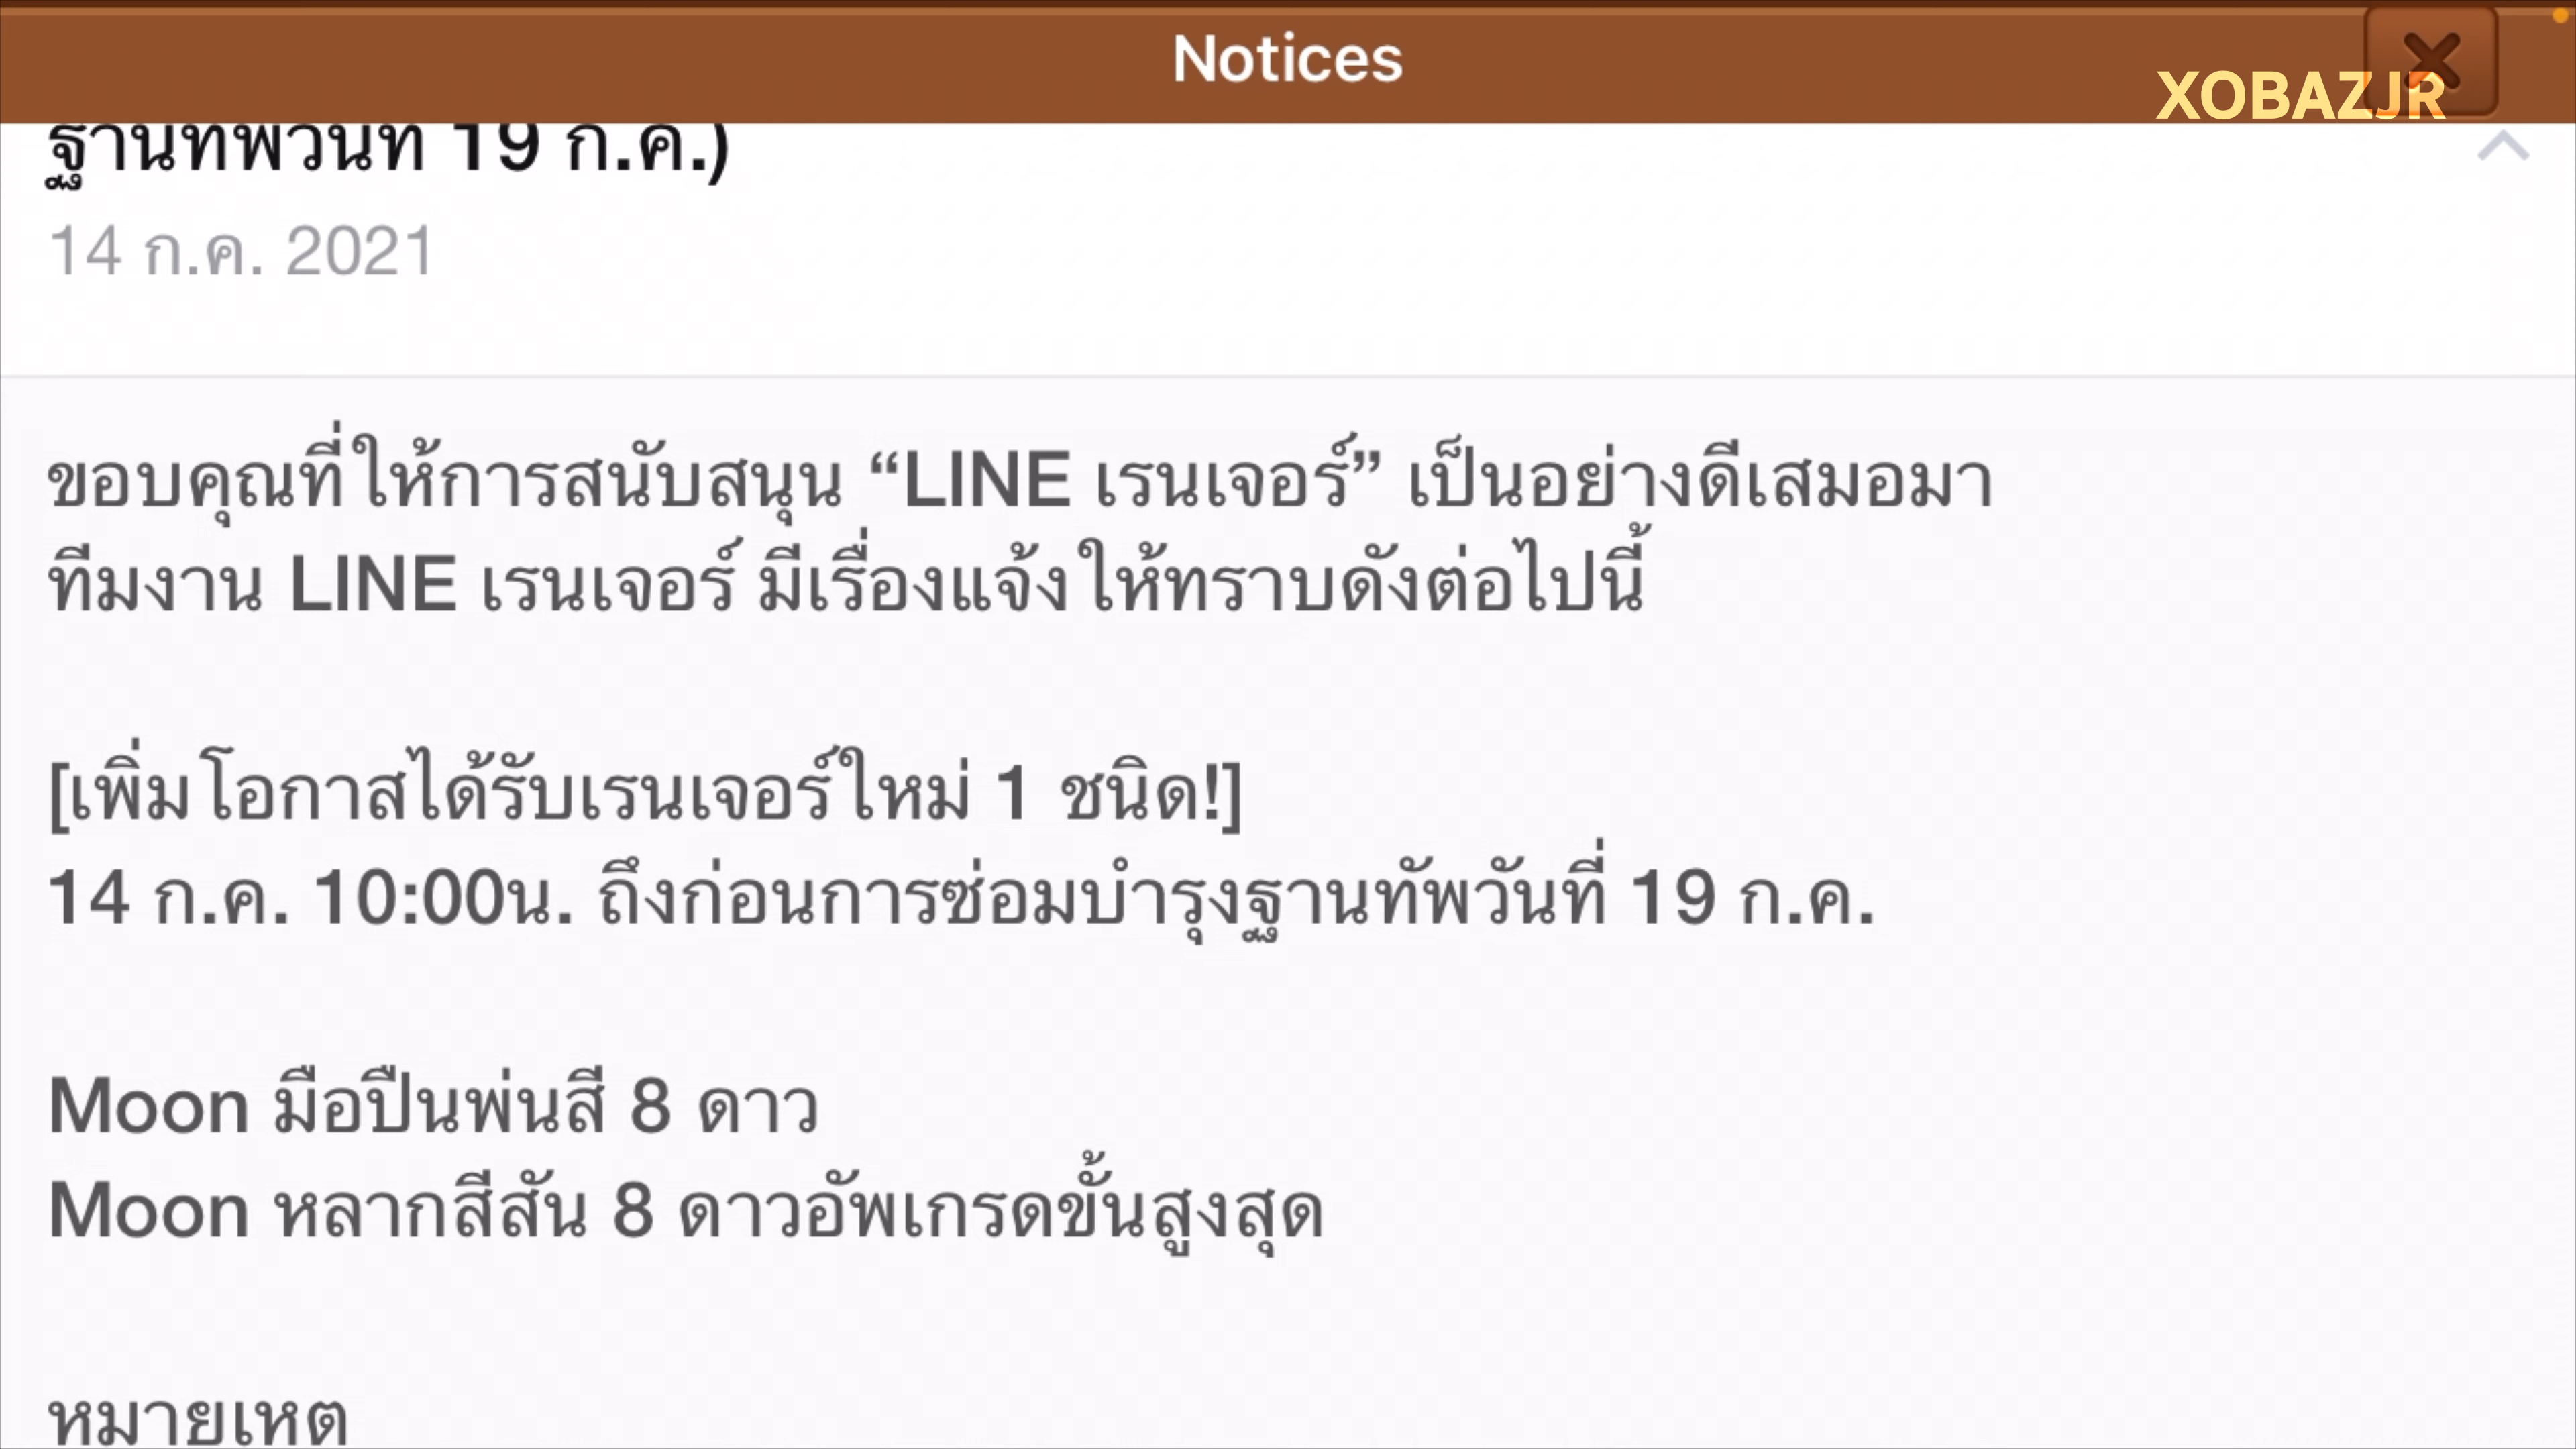 Notices
XOBAZJR
ฐานทัพวันที่ 19 ก.ค.)
14 ก.ค. 2021
ขอบคุณที่ให้การสนับสนุน “LINE เรนเจอร์” เป็นอย่างดีเสมอมา
ทีมงาน LINE เรนเจอร์ มีเรื่องแจ้งให้ทราบดังต่อไปนี้
[เพิ่มโอกาสได้รับเรนเจอร์ใหม่ 1 ชนิด!]
14 ก.ค. 10:00น. ถึงก่อนการซ่อมบำรุงฐานทัพวันที่ 19 ก.ค.
Moon มือปืนพ่นสี 8 ดาว
Moon หลากสีสัน 8 ดาวอัพเกรดขั้นสูงสุด
หมายเหตุ